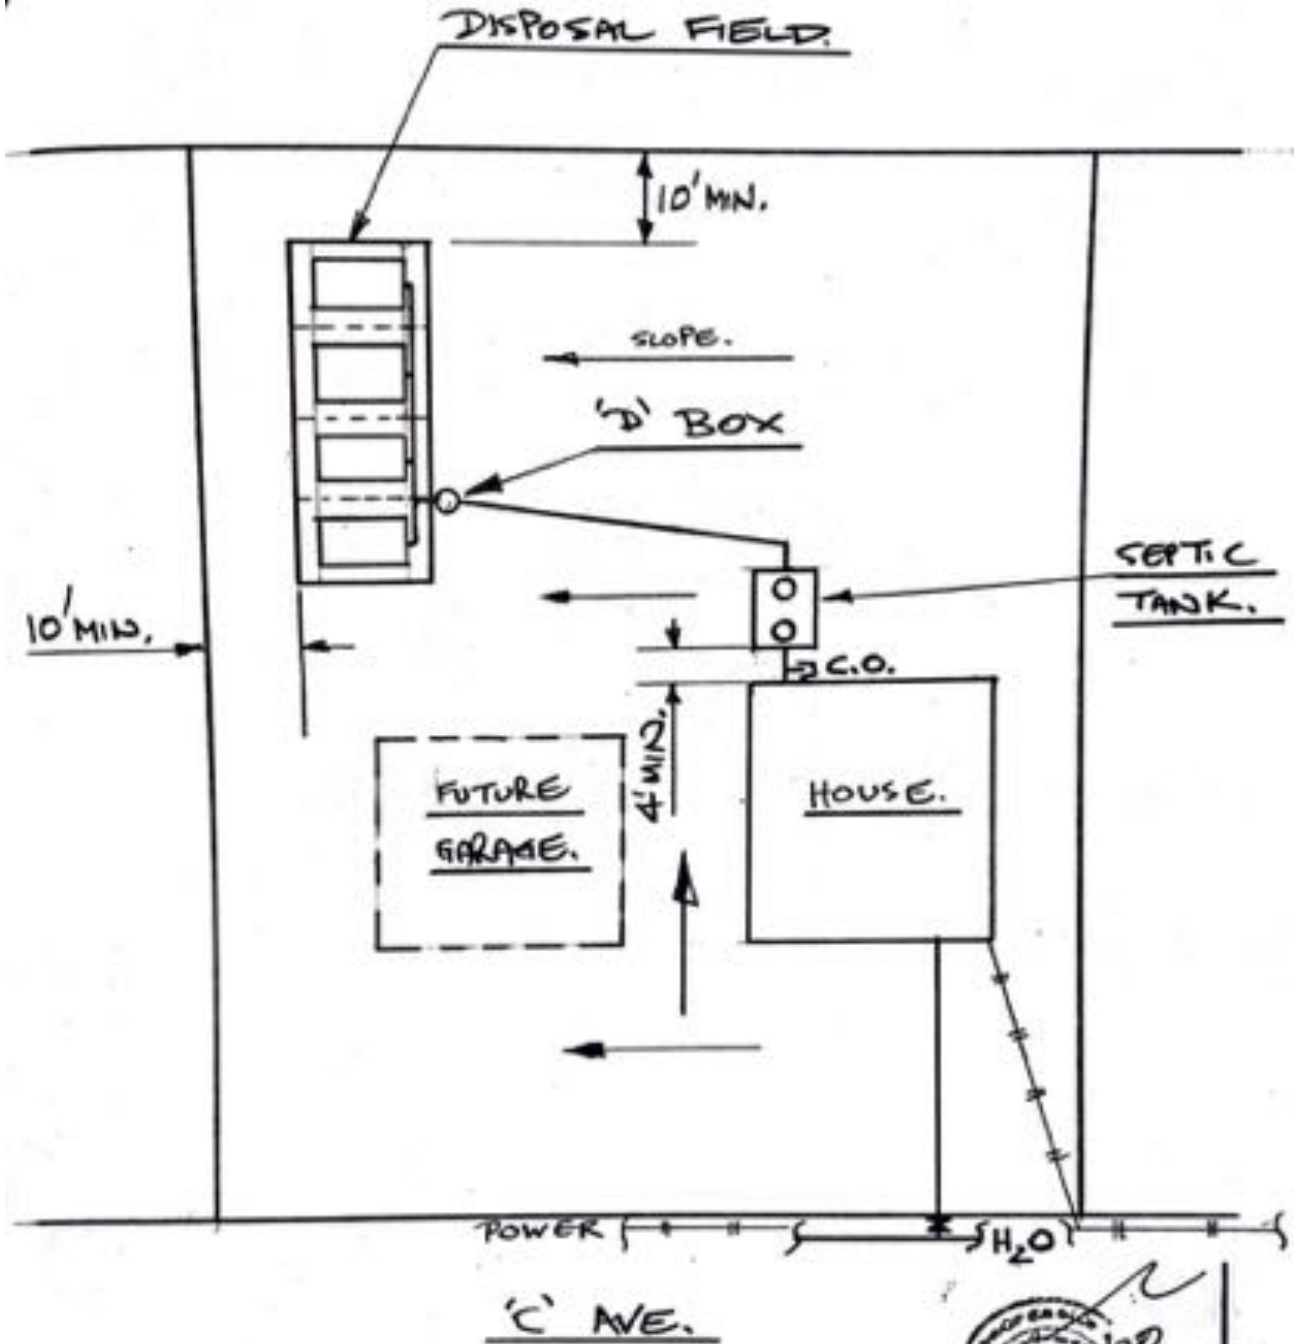 DISPOSAL FIELD.
10' MIN.
SLOPE.
'D' BOX
SEPTIC
TANK.
10' MIN.
C.O.
4' MIN.
FUTURE
GARAGE.
HOUSE.
POWER
H₂O
'C' AVE.